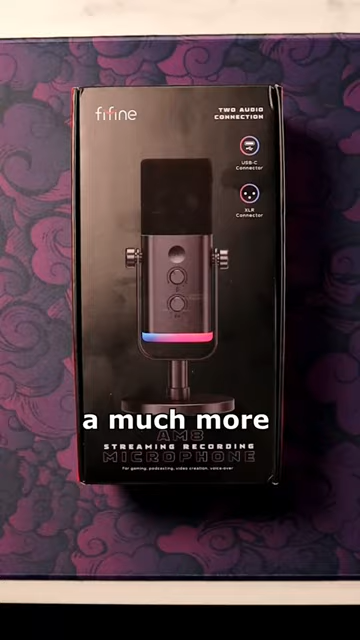 fifine
TWO AUDIO
CONNECTION
USB-C
Connector
XLR
Connector
a much more
AM8
STREAMING RECORDING
MICROPHONE
For gaming, podcasting, video creation, voice-over